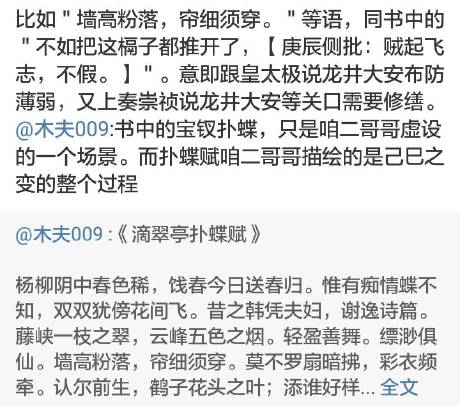 比如＂墙高粉落，帘细须穿。＂等语，同书中的
＂不如把这槅子都推开了，【庚辰侧批：贼起飞
志，不假。】＂。意即跟皇太极说龙井大安布防
薄弱，又上奏崇祯说龙井大安等关口需要修缮。
@木夫009:书中的宝钗扑蝶，只是咱二哥哥虚设
的一个场景。而扑蝶赋咱二哥哥描绘的是己巳之
变的整个过程
@木夫009 :《滴翠亭扑蝶赋》
杨柳阴中春色稀，饯春今日送春归。惟有痴情蝶不
知，双双犹傍花间飞。昔之韩凭夫妇，谢逸诗篇。
藤峡一枝之翠，云峰五色之烟。轻盈善舞。缥渺俱
仙。墙高粉落，帘细须穿。莫不罗扇暗拂，彩衣频
牵。认尔前生，鹤子花头之叶；添谁好样... 全文